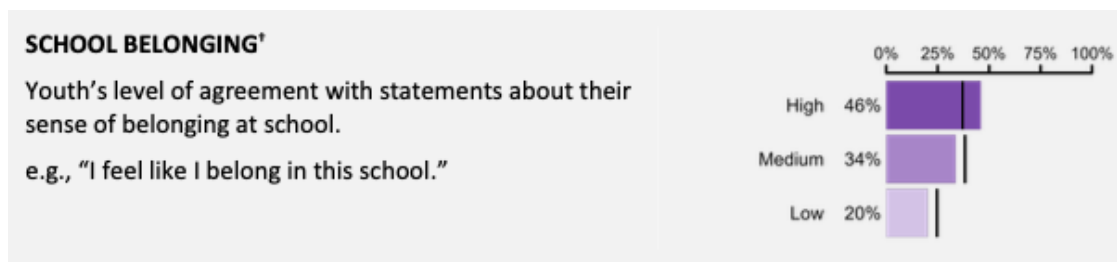 SCHOOL BELONGING†
Youth’s level of agreement with statements about their
sense of belonging at school.
e.g., “I feel like I belong in this school.”
0% 25% 50% 75% 100%
High 46%
Medium 34%
Low 20%